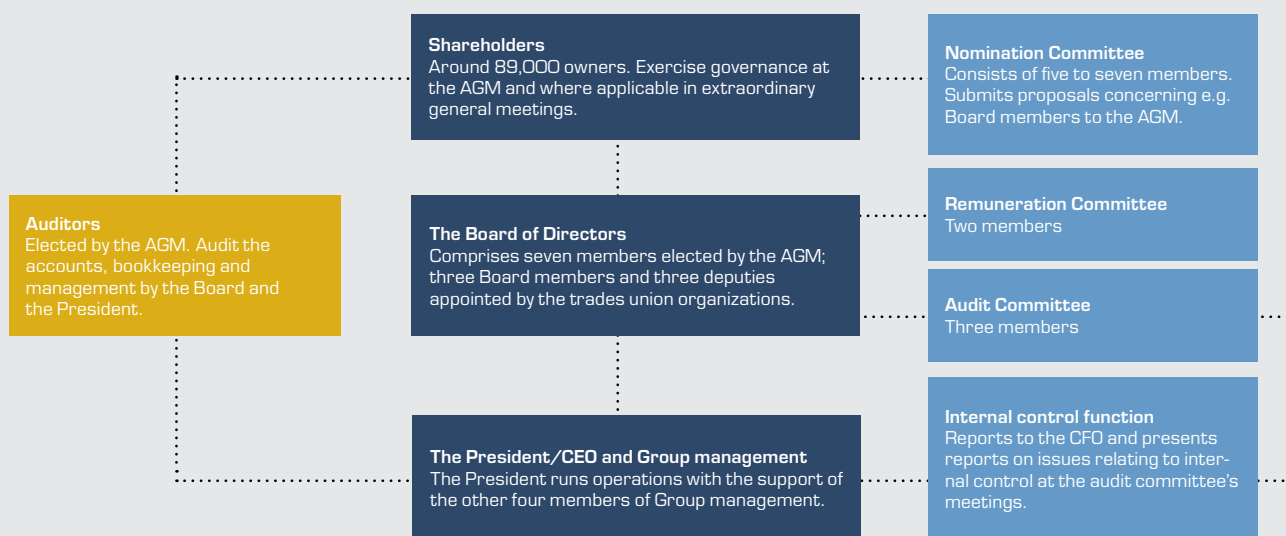 Shareholders
Around 89,000 owners. Exercise governance at
the AGM and where applicable in extraordinary
general meetings.
Nomination Committee
Consists of five to seven members.
Submits proposals concerning e.g.
Board members to the AGM.
Auditors
Elected by the AGM. Audit the
accounts, bookkeeping and
management by the Board and
the President.
The Board of Directors
Comprises seven members elected by the AGM;
three Board members and three deputies
appointed by the trades union organizations.
Remuneration Committee
Two members
Audit Committee
Three members
The President/CEO and Group management
The President runs operations with the support of
the other four members of Group management.
Internal control function
Reports to the CFO and presents
reports on issues relating to inter-
nal control at the audit committee's
meetings.